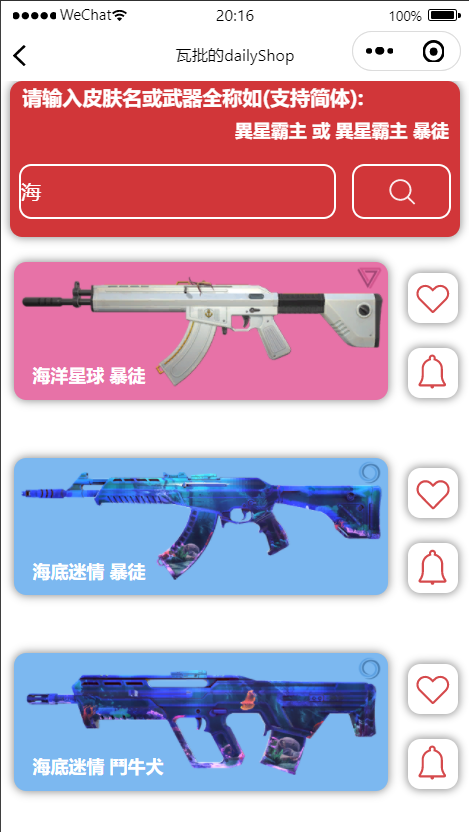 WeChat 20:16 100%
瓦批的dailyShop
请输入皮肤名或武器全称如(支持简体):
異星霸主 或 異星霸主 暴徒
海
海洋星球 暴徒
海底迷情 暴徒
海底迷情 鬥牛犬